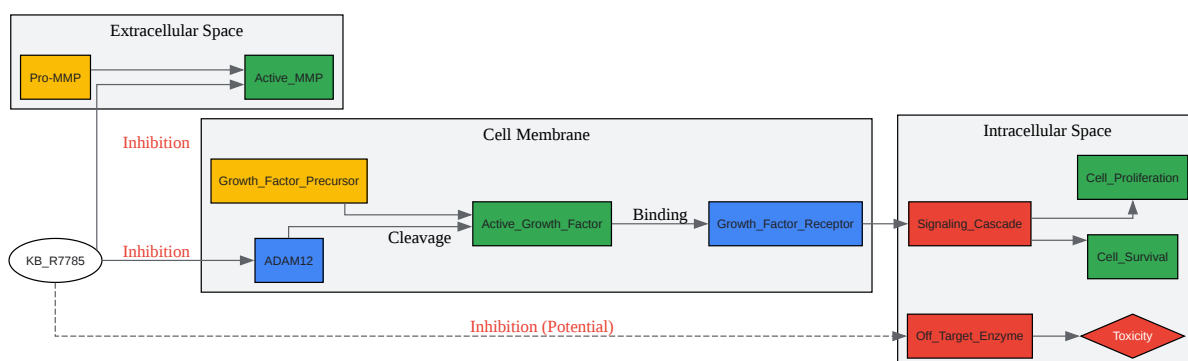 Extracellular Space
Pro-MMP
Active_MMP
Inhibition
Cell Membrane
Growth_Factor_Precursor
Active_Growth_Factor
Binding
Growth_Factor_Receptor
Cleavage
ADAM12
KB_R7785
Inhibition
Intracellular Space
Cell_Proliferation
Signaling_Cascade
Cell_Survival
Inhibition (Potential)
Off_Target_Enzyme
Toxicity